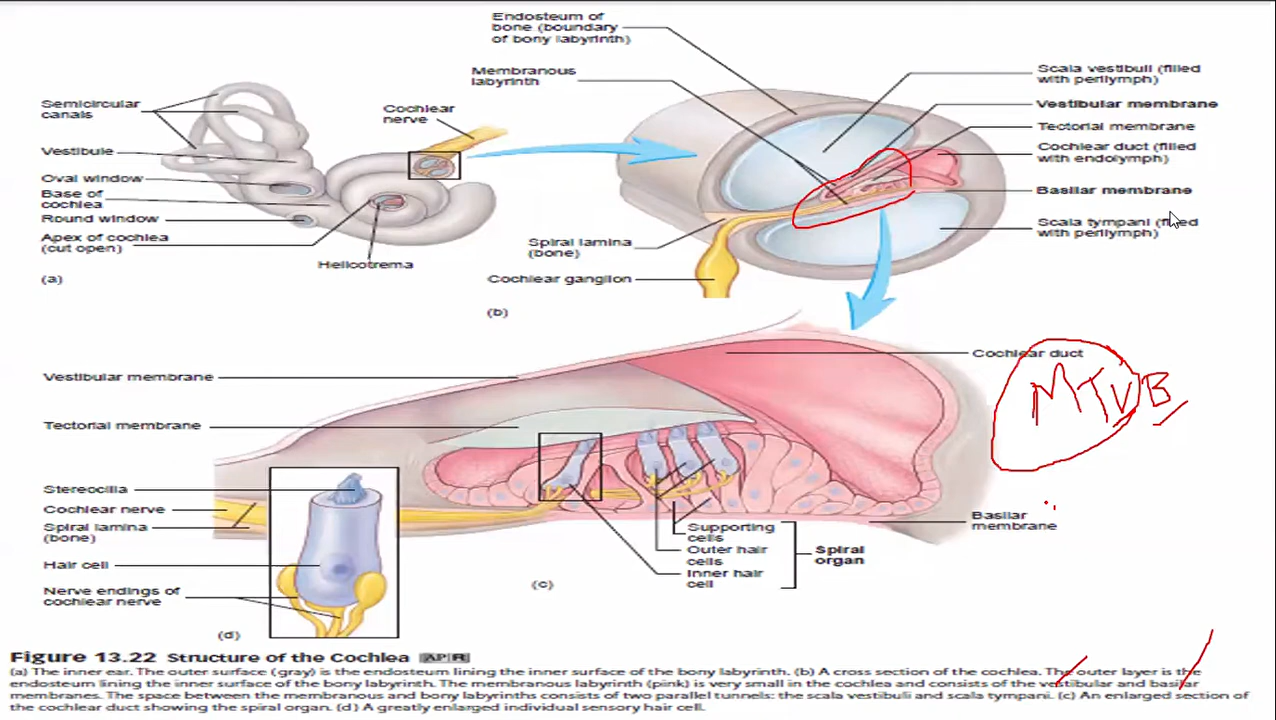 Endosteum of
bone (boundary
of bony labyrinth)
Membranous
labyrinth
Scala vestibuli (filled
with perilymph)
Vestibular membrane
Tectorial membrane
Cochlear duct (filled
with endolymph)
Basilar membrane
Scala tympani (filled
with perilymph)
Semicircular
canals
Cochlear
nerve
Vestibule
Oval window
Base of
cochlea
Round window
Apex of cochlea
(cut open)
Helicotrema
(a)
Spiral lamina
(bone)
Cochlear ganglion
(b)
Cochlear duct
Vestibular membrane
MTVB
Tectorial membrane
Stereocilia
Cochlear nerve
Spiral lamina
(bone)
Hair cell
Nerve endings of
cochlear nerve
(d)
Basilar
membrane
Supporting
cells
Outer hair
cells
Inner hair
cell
Spiral
organ
(c)
Figure 13.22 Structure of the Cochlea AP|R
(a) The inner ear. The outer surface (gray) is the endosteum lining the inner surface of the bony labyrinth. (b) A cross section of the cochlea. The outer layer is the
endosteum lining the inner surface of the bony labyrinth. The membranous labyrinth (pink) is very small in the cochlea and consists of the vestibular and basilar
membranes. The space between the membranous and bony labyrinths consists of two parallel tunnels: the scala vestibuli and scala tympani. (c) An enlarged section of
the cochlear duct showing the spiral organ. (d) A greatly enlarged individual sensory hair cell.